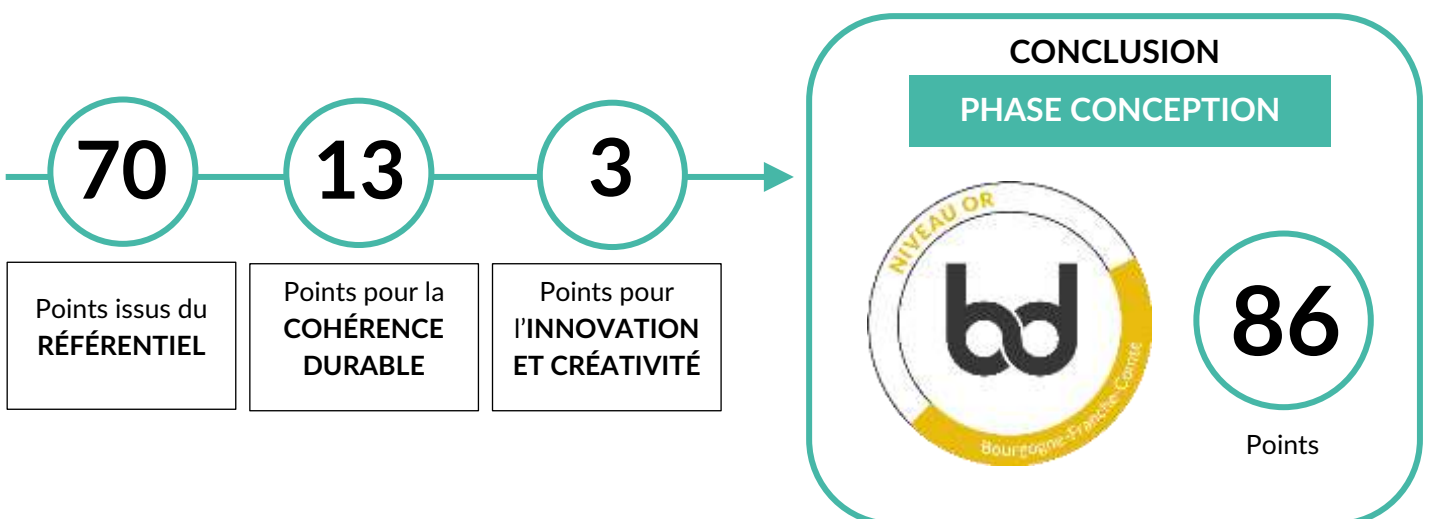 70
13
3
Points issus du
RÉFÉRENTIEL
Points pour la
COHÉRENCE
DURABLE
Points pour
l'INNOVATION
ET CRÉATIVITÉ
CONCLUSION
PHASE CONCEPTION
NIVEAU OR
bd
Bourgogne-Franche-Comté
86
Points